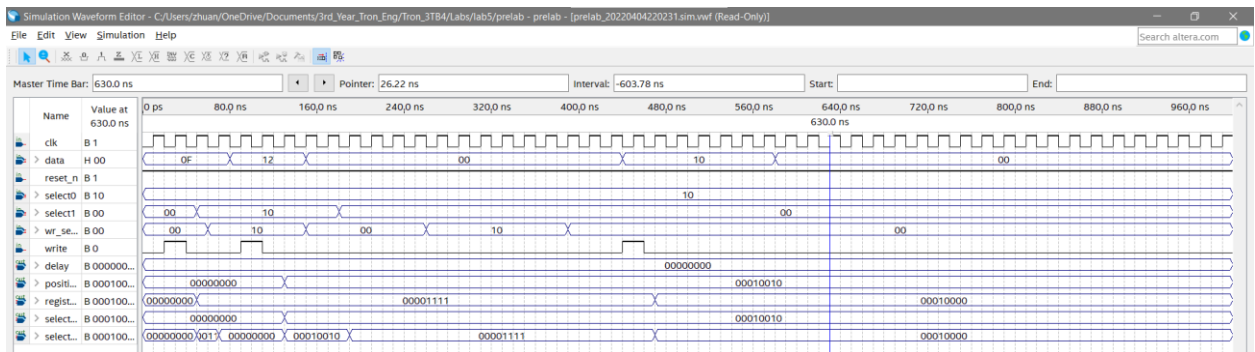 Simulation Waveform Editor - C:/Users/zhuan/OneDrive/Documents/3rd_Year_Tron_Eng/Tron_3TB4/Labs/lab5/prelab - prelab - [prelab_20220404220231.sim.vwf (Read-Only)]
File Edit View Simulation Help
Search altera.com
Master Time Bar: 630.0 ns Pointer: 26.22 ns Interval: -603.78 ns Start: End:
Name Value at 630.0 ns 0 ps 80.0 ns 160.0 ns 240.0 ns 320.0 ns 400.0 ns 480.0 ns 560.0 ns 640.0 ns 720.0 ns 800.0 ns 880.0 ns 960.0 ns
630.0 ns
clk B 1
data H 00 0F 12 00 10 00
reset_n B 1
select0 B 10 10
select1 B 00 00 10 00
wr_se... B 00 00 10 00 10 00
write B 0
delay B 000000... 00000000
positi... B 000100... 00000000 00010010
regist... B 000100... 00000000 00001111 00010000
select... B 000100... 00000000 00010010
select... B 000100... 00000000 00000000 00010010 00001111 00010000